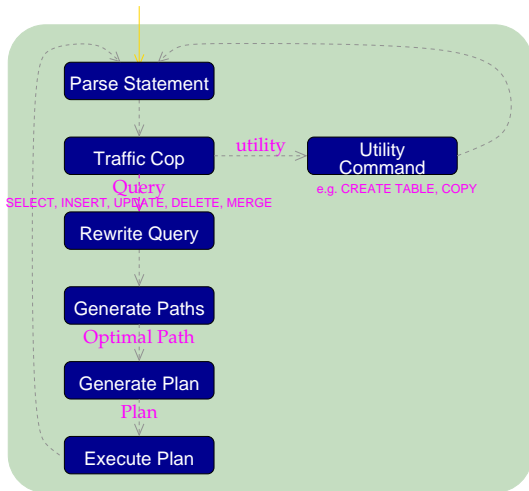 Parse Statement
Traffic Cop
utility
Utility
Command
Query
e.g. CREATE TABLE, COPY
SELECT, INSERT, UPDATE, DELETE, MERGE
Rewrite Query
Generate Paths
Optimal Path
Generate Plan
Plan
Execute Plan